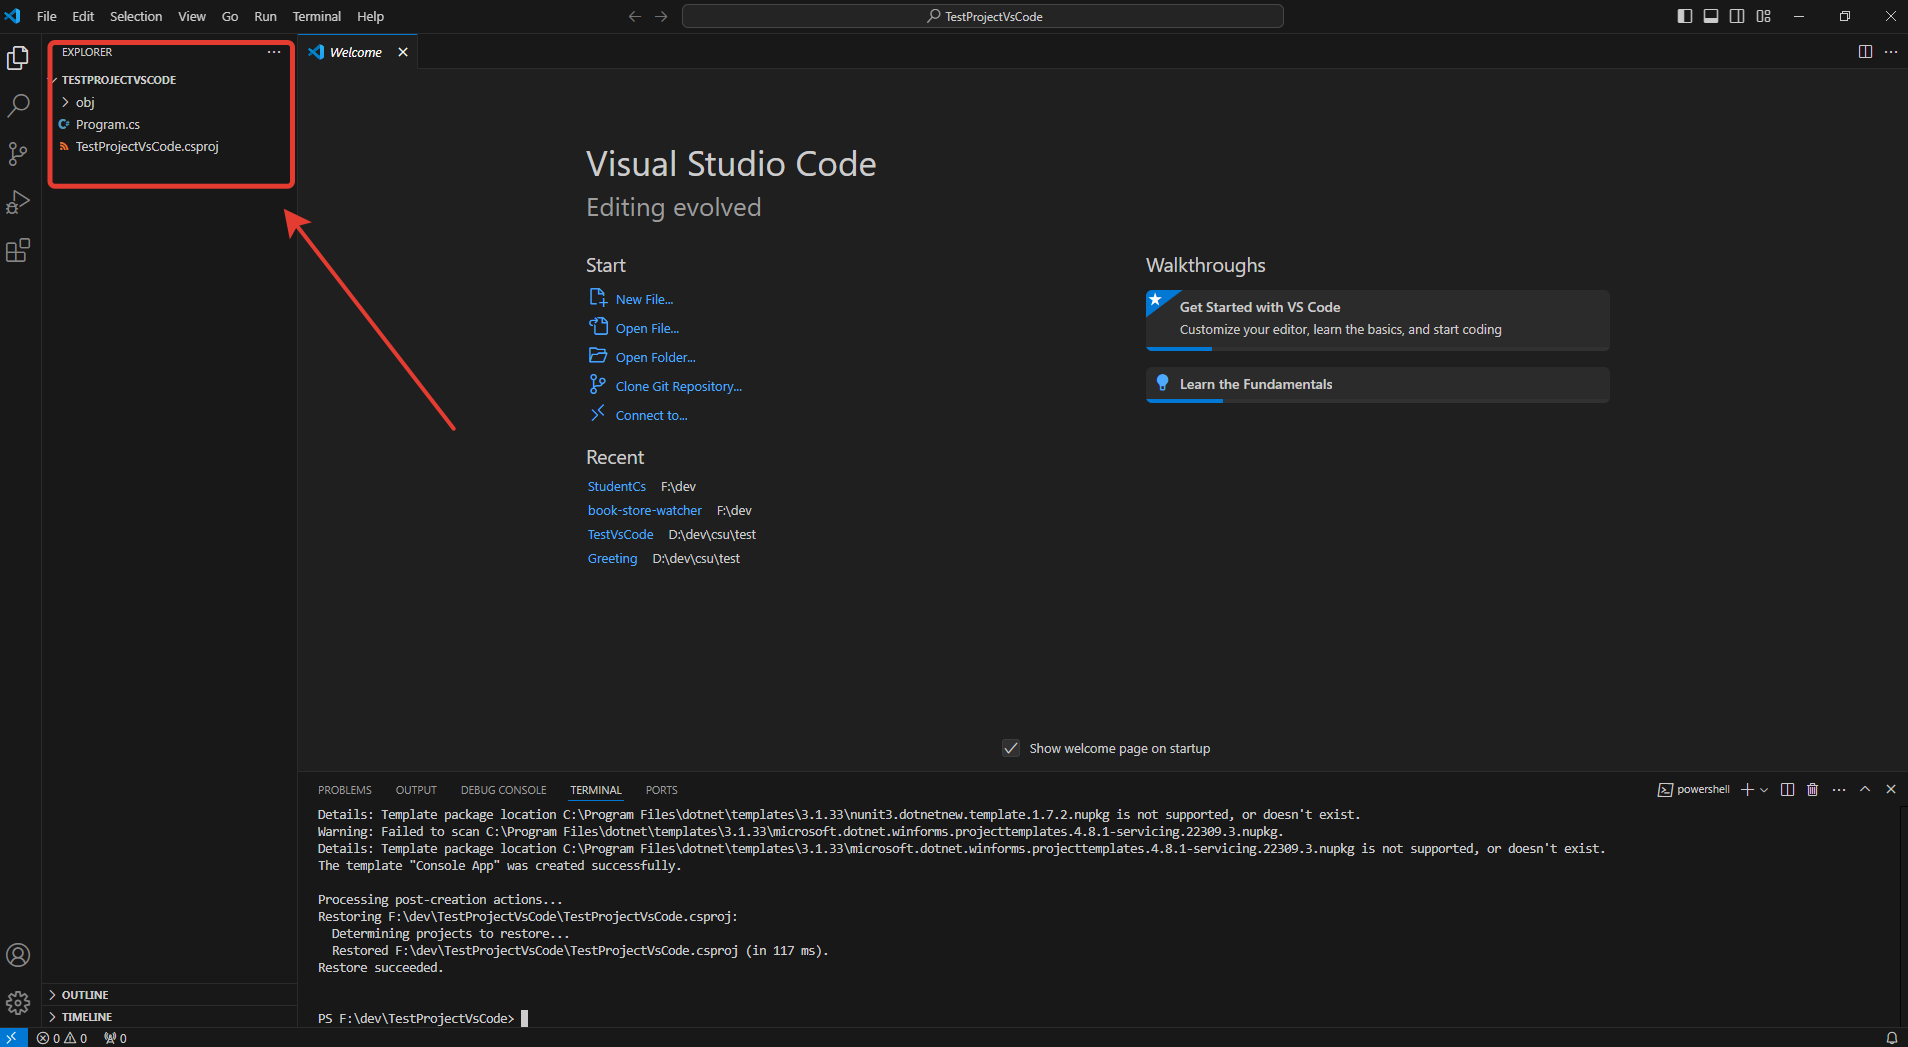 File Edit Selection View Go Run Terminal Help
TestProjectVsCode
EXPLORER
TESTPROJECTVSCODE
obj
Program.cs
TestProjectVsCode.csproj
Welcome
Visual Studio Code
Editing evolved
Start
New File...
Open File...
Open Folder...
Clone Git Repository...
Connect to...
Recent
StudentCs F:\dev
book-store-watcher F:\dev
TestVsCode D:\dev\csu\test
Greeting D:\dev\csu\test
Walkthroughs
Get Started with VS Code
Customize your editor, learn the basics, and start coding
Learn the Fundamentals
Show welcome page on startup
PROBLEMS OUTPUT DEBUG CONSOLE TERMINAL PORTS
powershell
Details: Template package location C:\Program Files\dotnet\templates\3.1.33\nunit3.dotnetnew.template.1.7.2.nupkg is not supported, or doesn't exist.
Warning: Failed to scan C:\Program Files\dotnet\templates\3.1.33\microsoft.dotnet.winforms.projecttemplates.4.8.1-servicing.22309.3.nupkg.
Details: Template package location C:\Program Files\dotnet\templates\3.1.33\microsoft.dotnet.winforms.projecttemplates.4.8.1-servicing.22309.3.nupkg is not supported, or doesn't exist.
The template "Console App" was created successfully.
Processing post-creation actions...
Restoring F:\dev\TestProjectVsCode\TestProjectVsCode.csproj:
Determining projects to restore...
Restored F:\dev\TestProjectVsCode\TestProjectVsCode.csproj (in 117 ms).
Restore succeeded.
PS F:\dev\TestProjectVsCode>
OUTLINE
TIMELINE
0 0 0